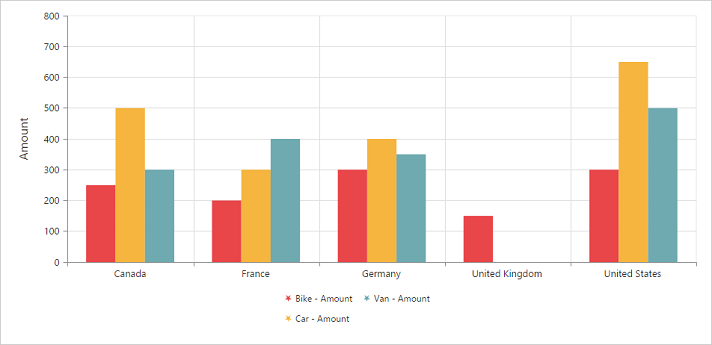 800
700
600
500
400
300
200
100
0
Amount
Canada France Germany United Kingdom United States
Bike - Amount Van - Amount
Car - Amount